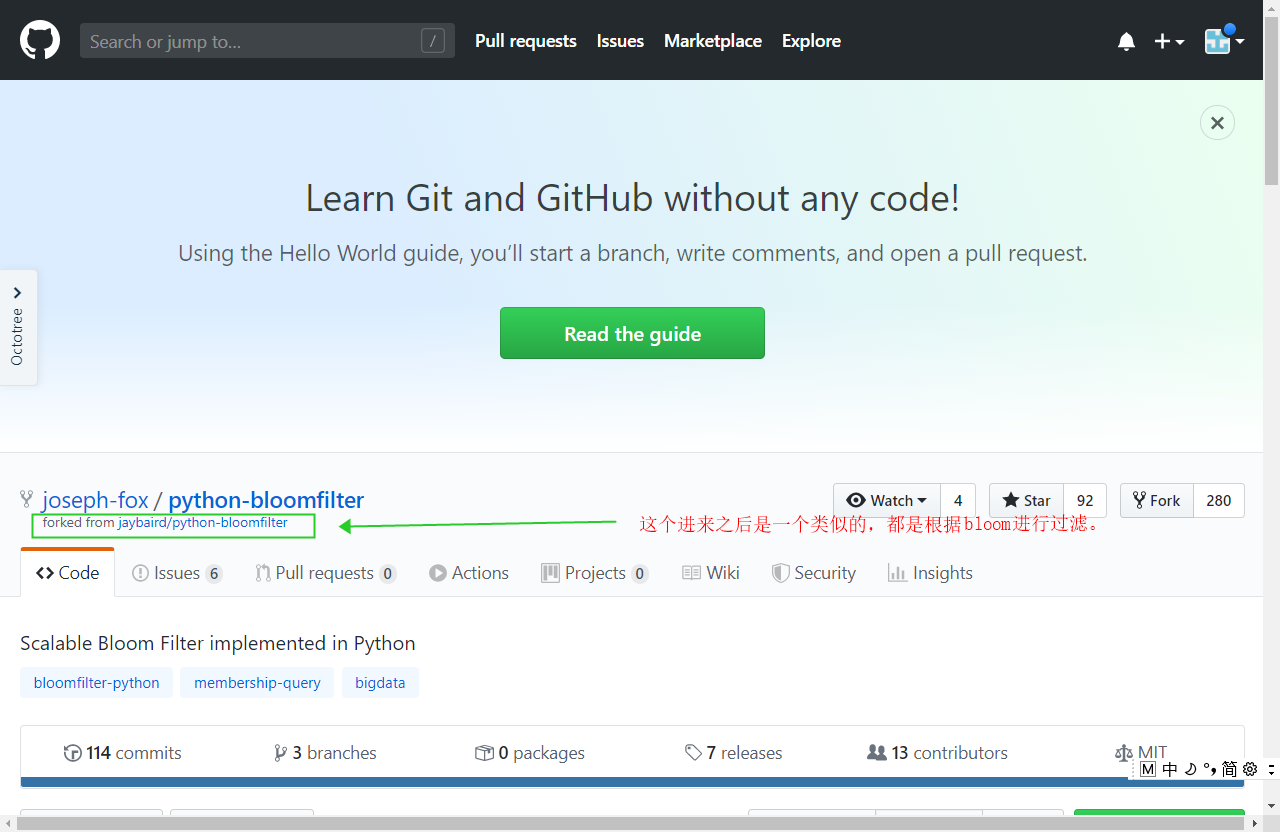 Search or jump to... / Pull requests Issues Marketplace Explore
Learn Git and GitHub without any code!
Using the Hello World guide, you’ll start a branch, write comments, and open a pull request.
Octotree
Read the guide
joseph-fox / python-bloomfilter Watch 4 Star 92 Fork 280
forked from jaybaird/python-bloomfilter 这个进来之后是一个类似的，都是根据bloom进行过滤。
Code Issues 6 Pull requests 0 Actions Projects 0 Wiki Security Insights
Scalable Bloom Filter implemented in Python
bloomfilter-python membership-query bigdata
114 commits 3 branches 0 packages 7 releases 13 contributors MIT
M 中 简